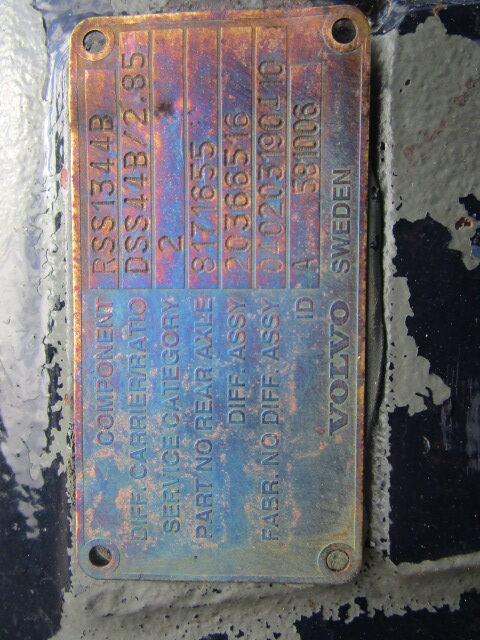 COMPONENT RSS1344B
DIFF. CARRIER/RATIO DSS44B/2.85
SERVICE CATEGORY 2
PART NO REAR AXLE 8171655
DIFF. ASSY 20366516
FABR. NO DIFF. ASSY 040203190410
ID A 581006
VOLVO SWEDEN